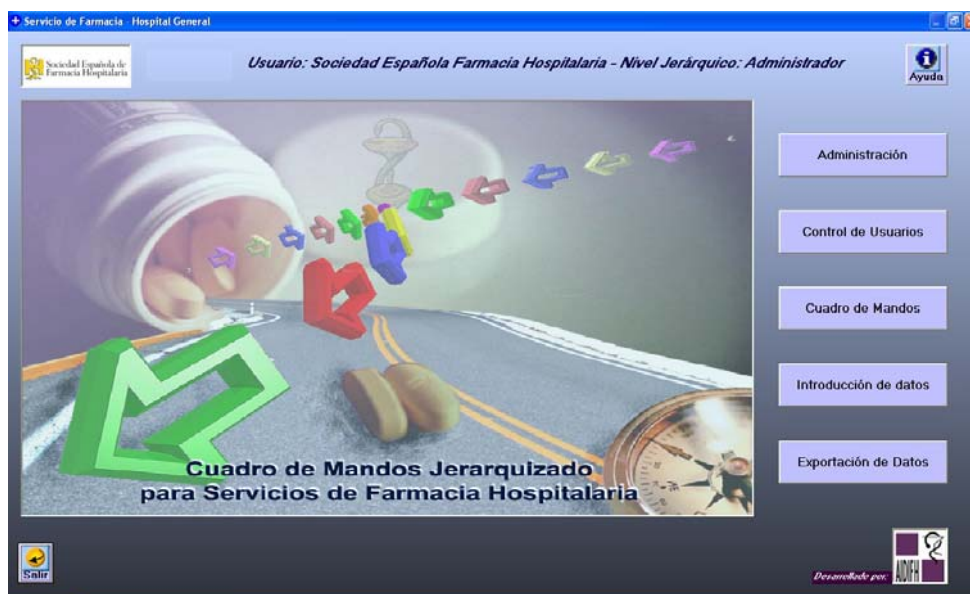 Servicio de Farmacia - Hospital General
Sociedad Española de
Farmacia Hospitalaria
Usuario: Sociedad Española Farmacia Hospitalaria - Nivel Jerárquico: Administrador
Ayuda
Administración
Control de Usuarios
Cuadro de Mandos
Introducción de datos
Exportación de Datos
Cuadro de Mandos Jerarquizado
para Servicios de Farmacia Hospitalaria
Salir
Desarrollado por:
AIDIFH